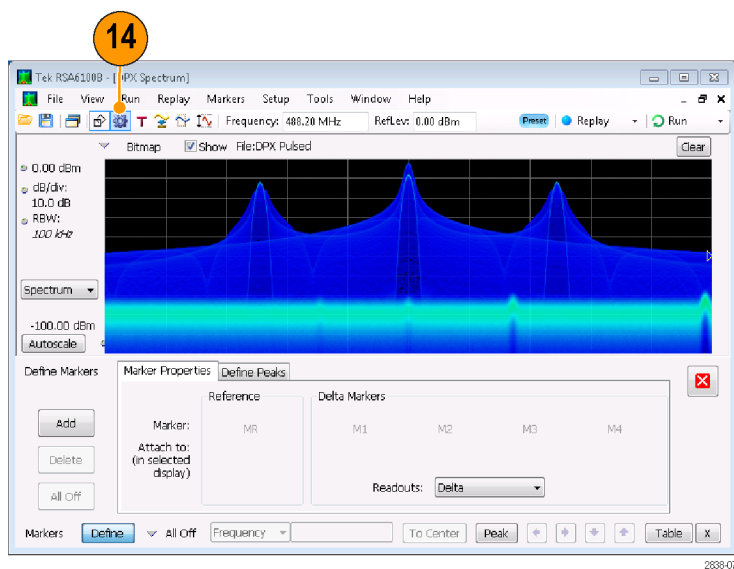 14
Tek RSA6100B - [DPX Spectrum]
File View Run Replay Markers Setup Tools Window Help
T Frequency: 488.20 MHz RefLev: 0.00 dBm Preset Replay Run
Bitmap Show File:DPX Pulsed Clear
0.00 dBm
dB/div:
10.0 dB
RBW:
100 kHz
Spectrum
-100.00 dBm
Autoscale
Define Markers Marker Properties Define Peaks
Reference Delta Markers
Add Marker: MR M1 M2 M3 M4
Attach to:
Delete (in selected
display)
Readouts: Delta
All Off
Markers Define All Off Frequency To Center Peak Table X
2838-07